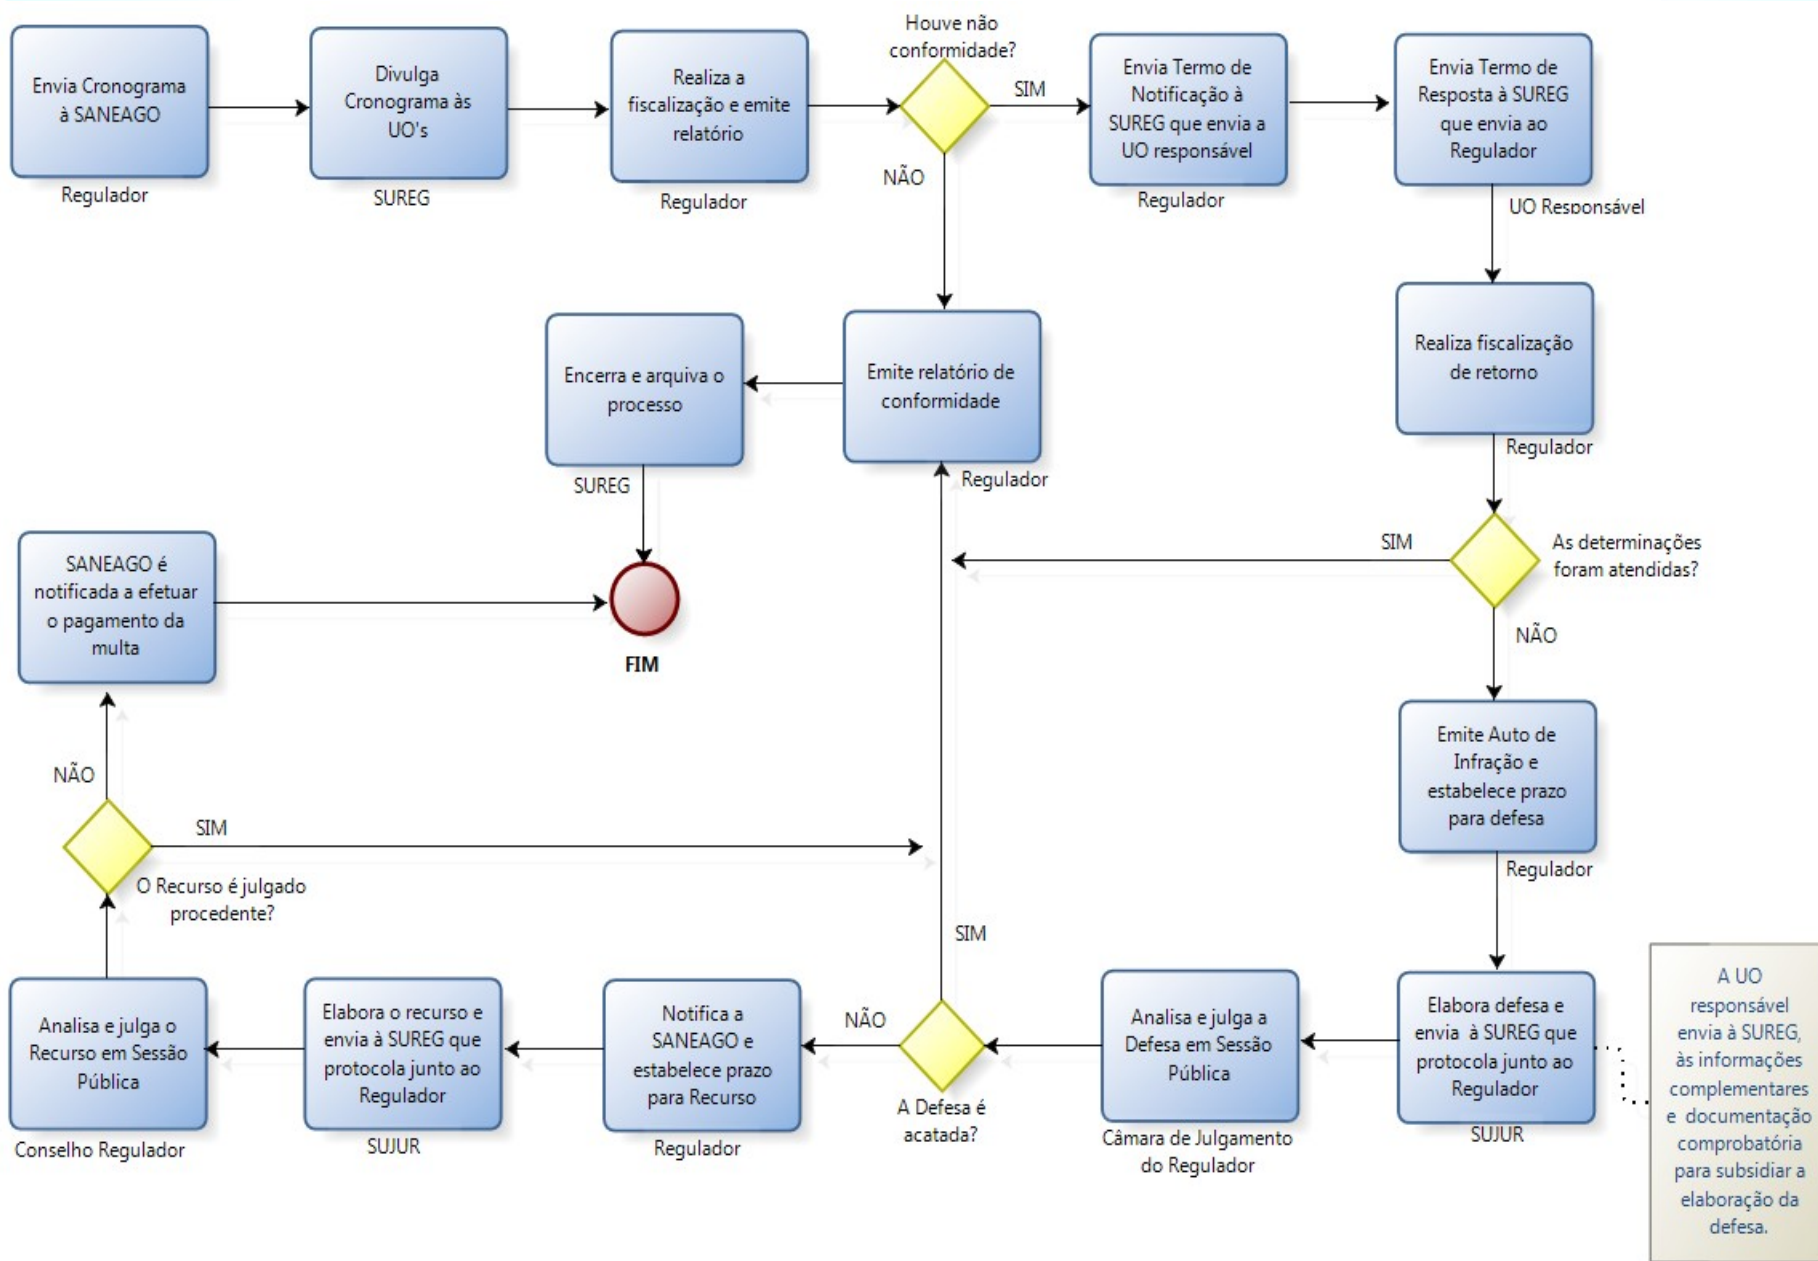 Envia Cronograma
à SANEAGO
Regulador
Divulga
Cronograma às
UO's
SUREG
Realiza a
fiscalização e emite
relatório
Regulador
Houve não
conformidade?
SIM
NÃO
Envia Termo de
Notificação à
SUREG que envia a
UO responsável
Regulador
Envia Termo de
Resposta à SUREG
que envia ao
Regulador
UO Responsável
Encerra e arquiva o
processo
SUREG
Emite relatório de
conformidade
Regulador
Realiza fiscalização
de retorno
Regulador
SIM
As determinações
foram atendidas?
NÃO
SANEAGO é
notificada a efetuar
o pagamento da
multa
FIM
Emite Auto de
Infração e
estabelece prazo
para defesa
Regulador
NÃO
SIM
O Recurso é julgado
procedente?
SIM
Analisa e julga o
Recurso em Sessão
Pública
Conselho Regulador
Elabora o recurso e
envia à SUREG que
protocola junto ao
Regulador
SUJUR
Notifica a
SANEAGO e
estabelece prazo
para Recurso
Regulador
NÃO
A Defesa é
acatada?
Analisa e julga a
Defesa em Sessão
Pública
Câmara de Julgamento
do Regulador
Elabora defesa e
envia à SUREG que
protocola junto ao
Regulador
SUJUR
A UO
responsável
envia à SUREG,
às informações
complementares
e documentação
comprobatória
para subsidiar a
elaboração da
defesa.